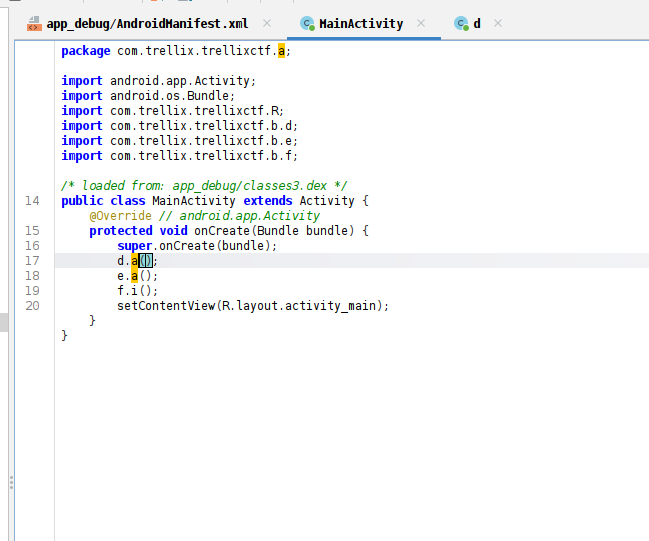 app_debug/AndroidManifest.xml × MainActivity × d ×
package com.trellix.trellixctf.a;
import android.app.Activity;
import android.os.Bundle;
import com.trellix.trellixctf.R;
import com.trellix.trellixctf.b.d;
import com.trellix.trellixctf.b.e;
import com.trellix.trellixctf.b.f;
/* loaded from: app_debug/classes3.dex */
14 public class MainActivity extends Activity {
@Override // android.app.Activity
15 protected void onCreate(Bundle bundle) {
16 super.onCreate(bundle);
17 d.a();
18 e.a();
19 f.i();
20 setContentView(R.layout.activity_main);
}
}